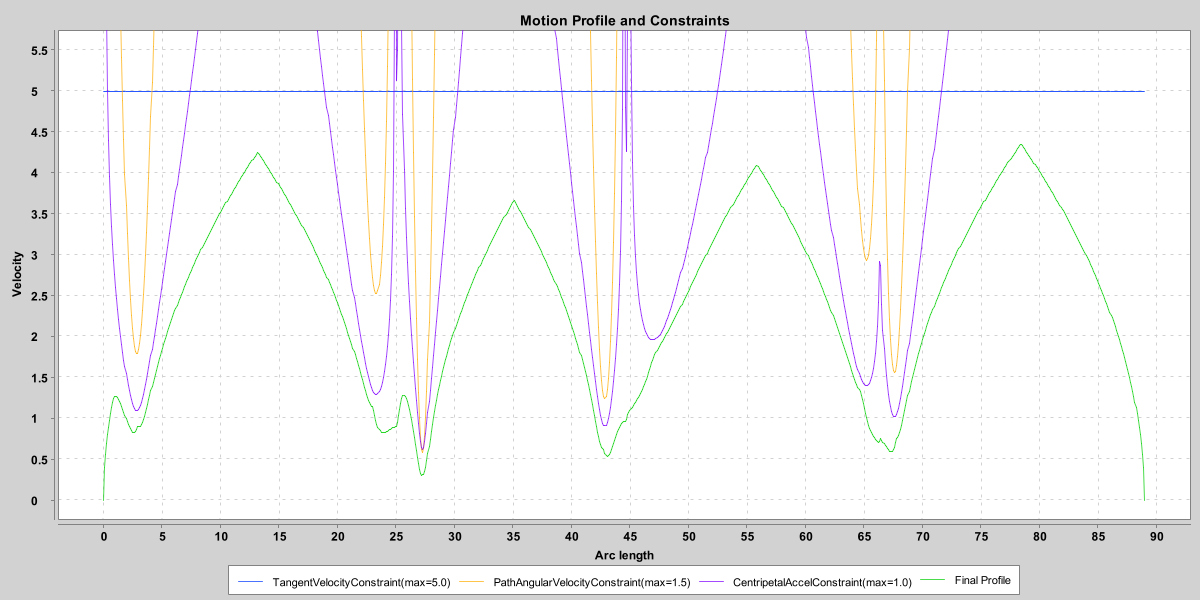 Motion Profile and Constraints
5.5
5
4.5
4
3.5
3
2.5
2
1.5
1
0.5
0
Velocity
0 5 10 15 20 25 30 35 40 45 50 55 60 65 70 75 80 85 90
Arc length
TangentVelocityConstraint(max=5.0) PathAngularVelocityConstraint(max=1.5) CentripetalAccelConstraint(max=1.0) Final Profile